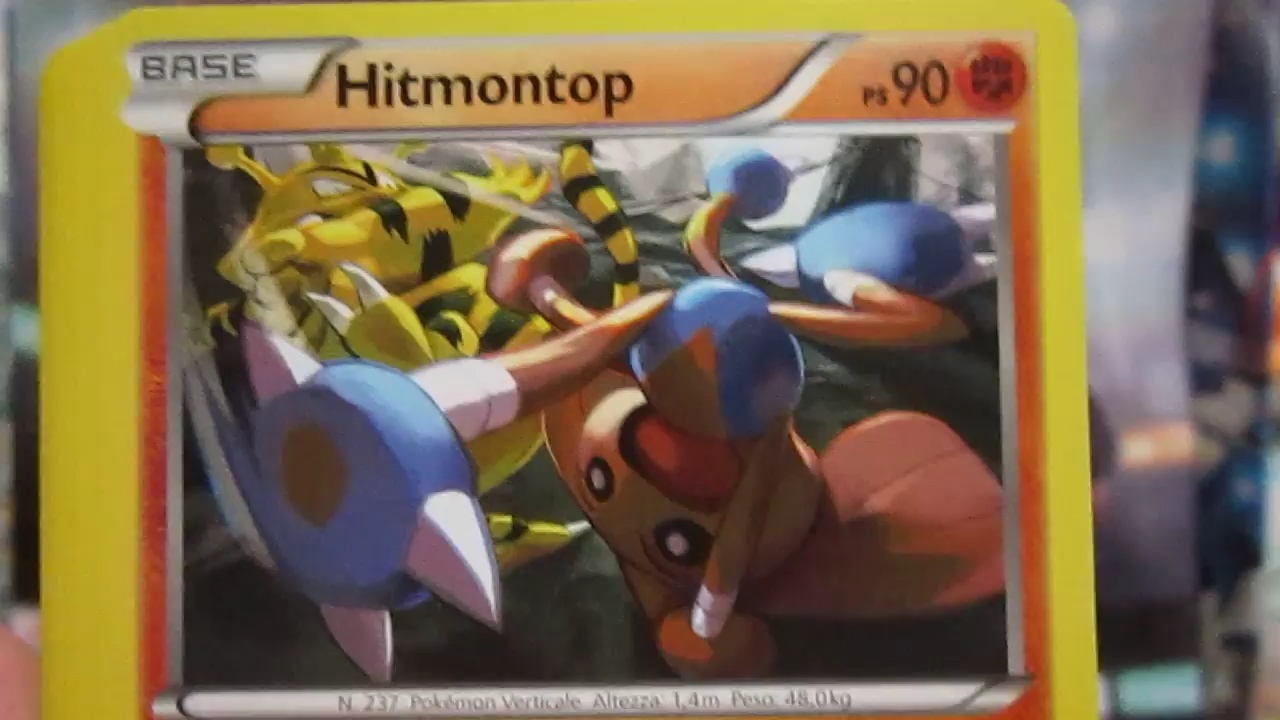 BASE Hitmontop PS 90
N. 237 Pokémon Verticale Altezza: 1,4m Peso: 48,0kg